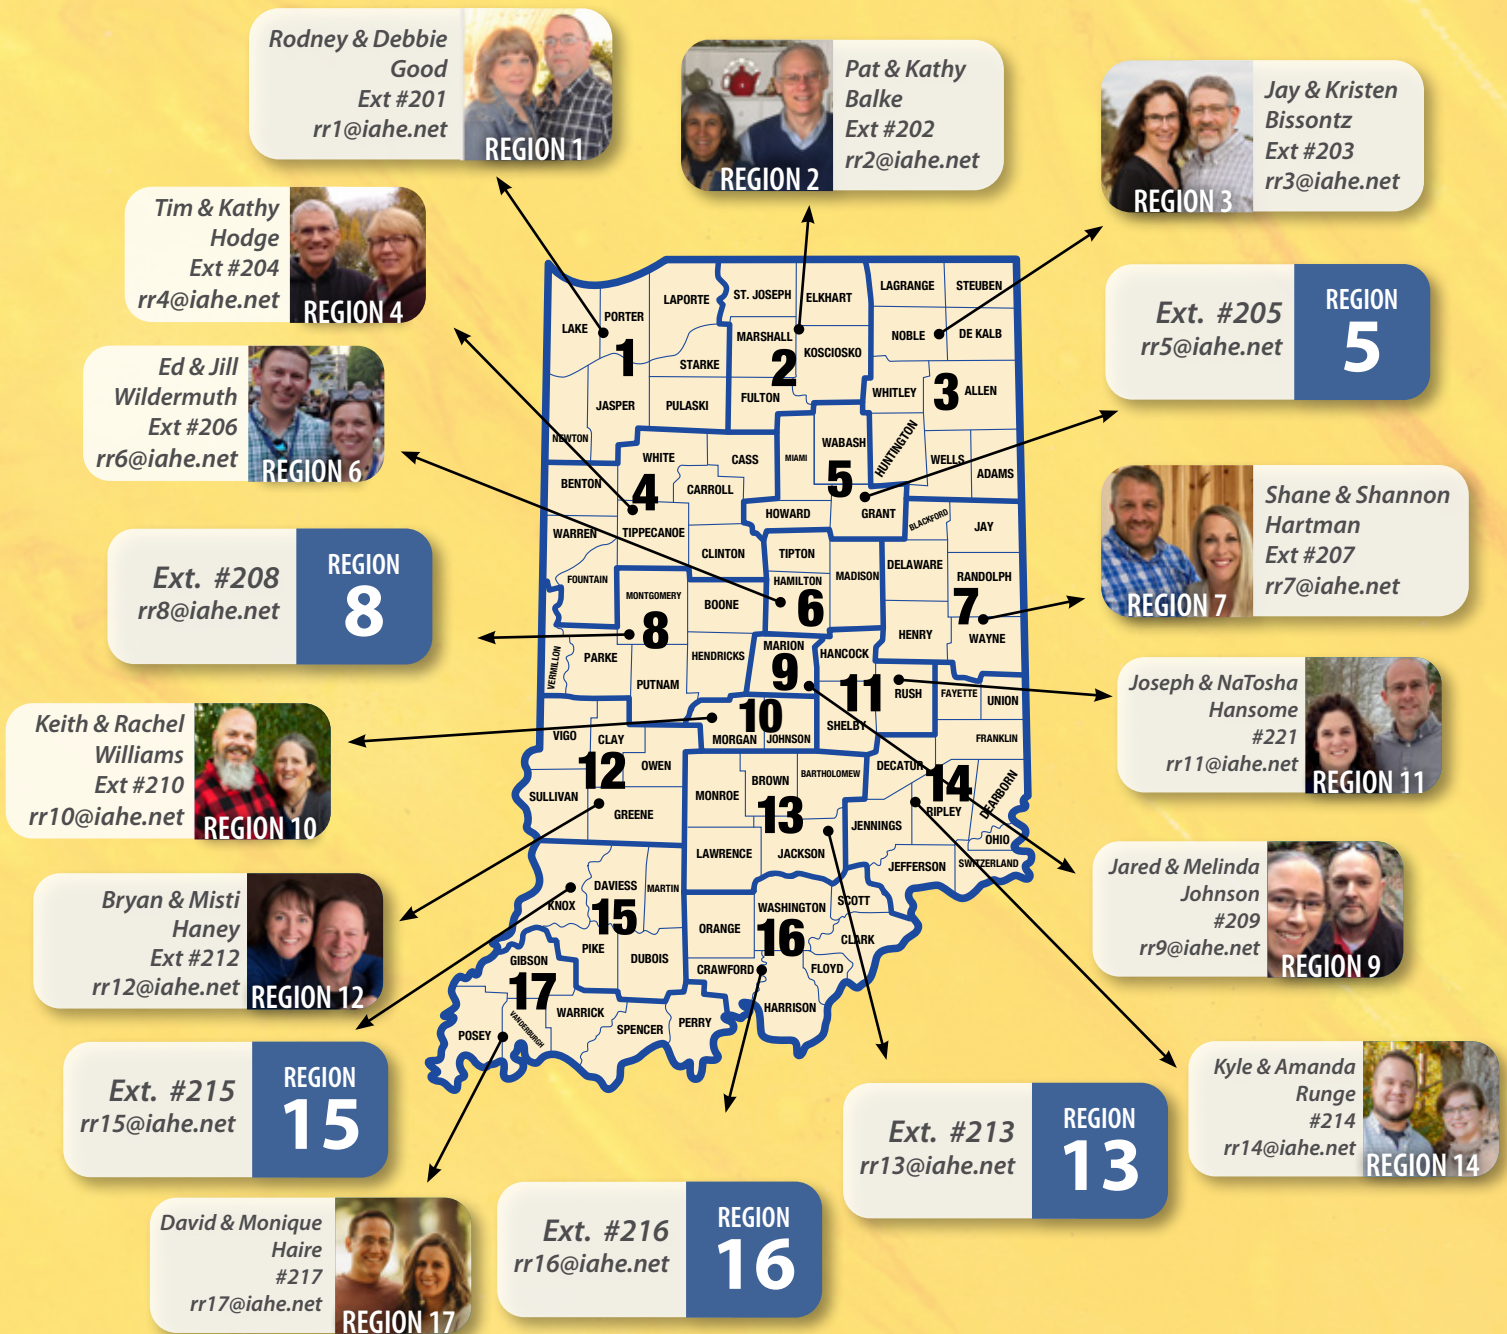 Rodney & Debbie
Good
Ext #201
rr1@iahe.net
REGION 1
Pat & Kathy
Balke
Ext #202
rr2@iahe.net
REGION 2
Jay & Kristen
Bissontz
Ext #203
rr3@iahe.net
REGION 3
Tim & Kathy
Hodge
Ext #204
rr4@iahe.net
REGION 4
Ext. #205
rr5@iahe.net
REGION
5
Ed & Jill
Wildermuth
Ext #206
rr6@iahe.net
REGION 6
Shane & Shannon
Hartman
Ext #207
rr7@iahe.net
REGION 7
Ext. #208
rr8@iahe.net
REGION
8
Joseph & NaTosha
Hansome
#221
rr11@iahe.net
REGION 11
Keith & Rachel
Williams
Ext #210
rr10@iahe.net
REGION 10
Jared & Melinda
Johnson
#209
rr9@iahe.net
REGION 9
Bryan & Misti
Haney
Ext #212
rr12@iahe.net
REGION 12
Kyle & Amanda
Runge
#214
rr14@iahe.net
REGION 14
Ext. #215
rr15@iahe.net
REGION
15
Ext. #213
rr13@iahe.net
REGION
13
David & Monique
Haire
#217
rr17@iahe.net
REGION 17
Ext. #216
rr16@iahe.net
REGION
16
LAKE
PORTER
LAPORTE
1
STARKE
JASPER
PULASKI
NEWTON
ST. JOSEPH
ELKHART
MARSHALL
2
KOSCIOSKO
FULTON
LAGRANGE
STEUBEN
NOBLE
DE KALB
WHITLEY
3
ALLEN
HUNTINGTON
WELLS
ADAMS
WHITE
CASS
BENTON
4
CARROLL
WARREN
TIPPECANOE
CLINTON
FOUNTAIN
MIAMI
WABASH
5
HOWARD
GRANT
TIPTON
HAMILTON
MADISON
6
BLACKFORD
JAY
DELAWARE
RANDOLPH
7
HENRY
WAYNE
MONTGOMERY
BOONE
8
VERMILLON
PARKE
HENDRICKS
PUTNAM
MARION
9
HANCOCK
11
RUSH
SHELBY
10
MORGAN
JOHNSON
FAYETTE
UNION
FRANKLIN
DECATUR
14
DEARBORN
RIPLEY
JENNINGS
OHIO
JEFFERSON
SWITZERLAND
VIGO
CLAY
OWEN
12
SULLIVAN
GREENE
BROWN
BARTHOLOMEW
MONROE
13
LAWRENCE
JACKSON
KNOX
DAVIESS
MARTIN
15
PIKE
DUBOIS
WASHINGTON
SCOTT
ORANGE
16
CLARK
CRAWFORD
FLOYD
HARRISON
GIBSON
17
POSEY
VANDERBURGH
WARRICK
SPENCER
PERRY